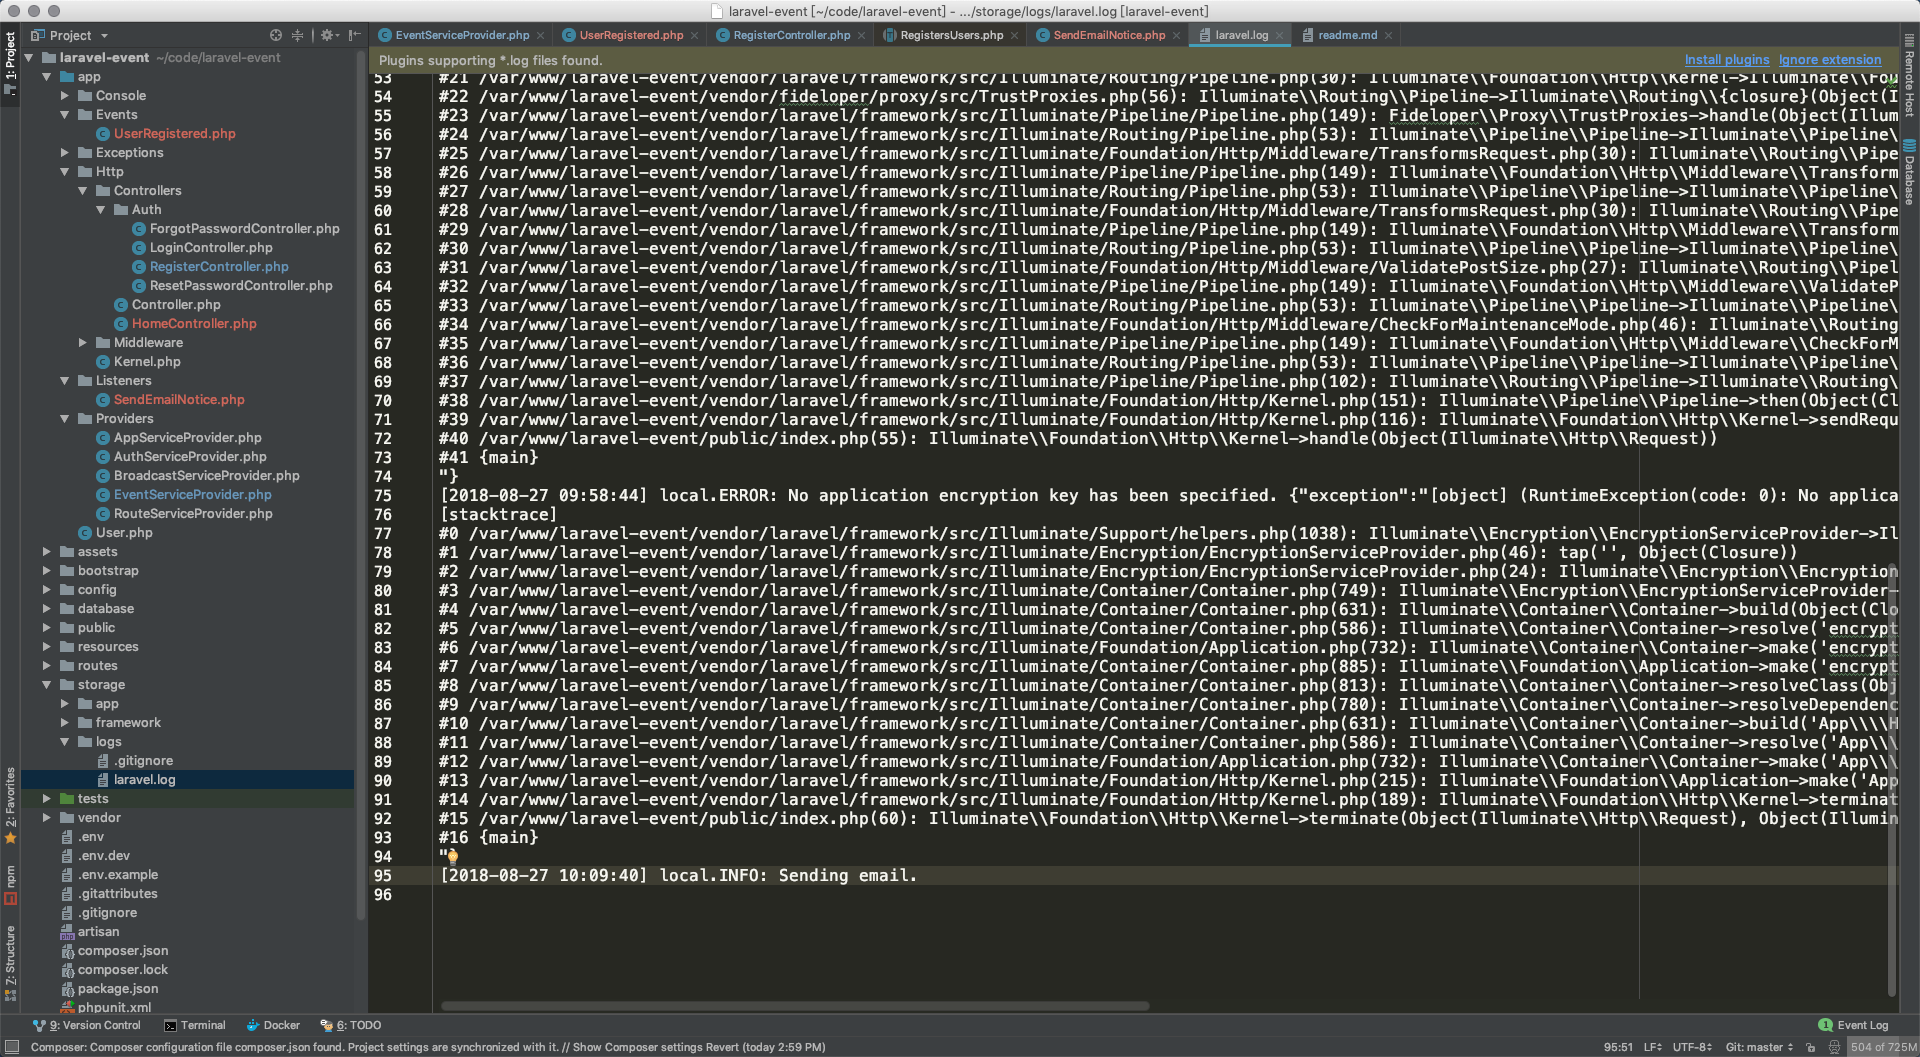 laravel-event [~/code/laravel-event] - .../storage/logs/laravel.log [laravel-event]
Project
EventServiceProvider.php
UserRegistered.php
RegisterController.php
RegistersUsers.php
SendEmailNotice.php
laravel.log
readme.md
1: Project
2: Favorites
npm
7: Structure
laravel-event ~/code/laravel-event
app
Console
Events
UserRegistered.php
Exceptions
Http
Controllers
Auth
ForgotPasswordController.php
LoginController.php
RegisterController.php
ResetPasswordController.php
Controller.php
HomeController.php
Middleware
Kernel.php
Listeners
SendEmailNotice.php
Providers
AppServiceProvider.php
AuthServiceProvider.php
BroadcastServiceProvider.php
EventServiceProvider.php
RouteServiceProvider.php
User.php
assets
bootstrap
config
database
public
resources
routes
storage
app
framework
logs
.gitignore
laravel.log
tests
vendor
.env
.env.dev
.env.example
.gitattributes
.gitignore
artisan
composer.json
composer.lock
package.json
phpunit.xml
Plugins supporting *.log files found. Install plugins Ignore extension
53 #21 /var/www/laravel-event/vendor/laravel/framework/src/Illuminate/Routing/Pipeline.php(30): Illuminate\\Foundation\\Http\\Kernel->Illuminate\\Fo
54 #22 /var/www/laravel-event/vendor/fideloper/proxy/src/TrustProxies.php(56): Illuminate\\Routing\\Pipeline->Illuminate\\Routing\\{closure}(Object(I
55 #23 /var/www/laravel-event/vendor/laravel/framework/src/Illuminate/Pipeline/Pipeline.php(149): Fideloper\\Proxy\\TrustProxies->handle(Object(Illum
56 #24 /var/www/laravel-event/vendor/laravel/framework/src/Illuminate/Routing/Pipeline.php(53): Illuminate\\Pipeline\\Pipeline->Illuminate\\Pipeline\
57 #25 /var/www/laravel-event/vendor/laravel/framework/src/Illuminate/Foundation/Http/Middleware/TransformsRequest.php(30): Illuminate\\Routing\\Pipe
58 #26 /var/www/laravel-event/vendor/laravel/framework/src/Illuminate/Pipeline/Pipeline.php(149): Illuminate\\Foundation\\Http\\Middleware\\Transform
59 #27 /var/www/laravel-event/vendor/laravel/framework/src/Illuminate/Routing/Pipeline.php(53): Illuminate\\Pipeline\\Pipeline->Illuminate\\Pipeline\
60 #28 /var/www/laravel-event/vendor/laravel/framework/src/Illuminate/Foundation/Http/Middleware/TransformsRequest.php(30): Illuminate\\Routing\\Pipe
61 #29 /var/www/laravel-event/vendor/laravel/framework/src/Illuminate/Pipeline/Pipeline.php(149): Illuminate\\Foundation\\Http\\Middleware\\Transform
62 #30 /var/www/laravel-event/vendor/laravel/framework/src/Illuminate/Routing/Pipeline.php(53): Illuminate\\Pipeline\\Pipeline->Illuminate\\Pipeline\
63 #31 /var/www/laravel-event/vendor/laravel/framework/src/Illuminate/Foundation/Http/Middleware/ValidatePostSize.php(27): Illuminate\\Routing\\Pipel
64 #32 /var/www/laravel-event/vendor/laravel/framework/src/Illuminate/Pipeline/Pipeline.php(149): Illuminate\\Foundation\\Http\\Middleware\\ValidateP
65 #33 /var/www/laravel-event/vendor/laravel/framework/src/Illuminate/Routing/Pipeline.php(53): Illuminate\\Pipeline\\Pipeline->Illuminate\\Pipeline\
66 #34 /var/www/laravel-event/vendor/laravel/framework/src/Illuminate/Foundation/Http/Middleware/CheckForMaintenanceMode.php(46): Illuminate\\Routing
67 #35 /var/www/laravel-event/vendor/laravel/framework/src/Illuminate/Pipeline/Pipeline.php(149): Illuminate\\Foundation\\Http\\Middleware\\CheckForM
68 #36 /var/www/laravel-event/vendor/laravel/framework/src/Illuminate/Routing/Pipeline.php(53): Illuminate\\Pipeline\\Pipeline->Illuminate\\Pipeline\
69 #37 /var/www/laravel-event/vendor/laravel/framework/src/Illuminate/Pipeline/Pipeline.php(102): Illuminate\\Routing\\Pipeline->Illuminate\\Routing\
70 #38 /var/www/laravel-event/vendor/laravel/framework/src/Illuminate/Foundation/Http/Kernel.php(151): Illuminate\\Pipeline\\Pipeline->then(Object(Cl
71 #39 /var/www/laravel-event/vendor/laravel/framework/src/Illuminate/Foundation/Http/Kernel.php(116): Illuminate\\Foundation\\Http\\Kernel->sendRequ
72 #40 /var/www/laravel-event/public/index.php(55): Illuminate\\Foundation\\Http\\Kernel->handle(Object(Illuminate\\Http\\Request))
73 #41 {main}
74 "}
75 [2018-08-27 09:58:44] local.ERROR: No application encryption key has been specified. {"exception":"[object] (RuntimeException(code: 0): No applica
76 [stacktrace]
77 #0 /var/www/laravel-event/vendor/laravel/framework/src/Illuminate/Support/helpers.php(1038): Illuminate\\Encryption\\EncryptionServiceProvider->Il
78 #1 /var/www/laravel-event/vendor/laravel/framework/src/Illuminate/Encryption/EncryptionServiceProvider.php(46): tap('', Object(Closure))
79 #2 /var/www/laravel-event/vendor/laravel/framework/src/Illuminate/Encryption/EncryptionServiceProvider.php(24): Illuminate\\Encryption\\Encryption
80 #3 /var/www/laravel-event/vendor/laravel/framework/src/Illuminate/Container/Container.php(749): Illuminate\\Encryption\\EncryptionServiceProvider-
81 #4 /var/www/laravel-event/vendor/laravel/framework/src/Illuminate/Container/Container.php(631): Illuminate\\Container\\Container->build(Object(Clo
82 #5 /var/www/laravel-event/vendor/laravel/framework/src/Illuminate/Container/Container.php(586): Illuminate\\Container\\Container->resolve('encrypt
83 #6 /var/www/laravel-event/vendor/laravel/framework/src/Illuminate/Foundation/Application.php(732): Illuminate\\Container\\Container->make('encrypt
84 #7 /var/www/laravel-event/vendor/laravel/framework/src/Illuminate/Container/Container.php(885): Illuminate\\Foundation\\Application->make('encrypt
85 #8 /var/www/laravel-event/vendor/laravel/framework/src/Illuminate/Container/Container.php(813): Illuminate\\Container\\Container->resolveClass(Obj
86 #9 /var/www/laravel-event/vendor/laravel/framework/src/Illuminate/Container/Container.php(780): Illuminate\\Container\\Container->resolveDependenc
87 #10 /var/www/laravel-event/vendor/laravel/framework/src/Illuminate/Container/Container.php(631): Illuminate\\Container\\Container->build('App\\\\H
88 #11 /var/www/laravel-event/vendor/laravel/framework/src/Illuminate/Container/Container.php(586): Illuminate\\Container\\Container->resolve('App\\\
89 #12 /var/www/laravel-event/vendor/laravel/framework/src/Illuminate/Foundation/Application.php(732): Illuminate\\Container\\Container->make('App\\\
90 #13 /var/www/laravel-event/vendor/laravel/framework/src/Illuminate/Foundation/Http/Kernel.php(215): Illuminate\\Foundation\\Application->make('App
91 #14 /var/www/laravel-event/vendor/laravel/framework/src/Illuminate/Foundation/Http/Kernel.php(189): Illuminate\\Foundation\\Http\\Kernel->terminat
92 #15 /var/www/laravel-event/public/index.php(60): Illuminate\\Foundation\\Http\\Kernel->terminate(Object(Illuminate\\Http\\Request), Object(Illumin
93 #16 {main}
94 "}
95 [2018-08-27 10:09:40] local.INFO: Sending email.
96
Remote Host
Database
9: Version Control
Terminal
Docker
6: TODO
1 Event Log
Composer: Composer configuration file composer.json found. Project settings are synchronized with it. // Show Composer settings Revert (today 2:59 PM)
95:51 LF UTF-8 Git: master 504 of 725M